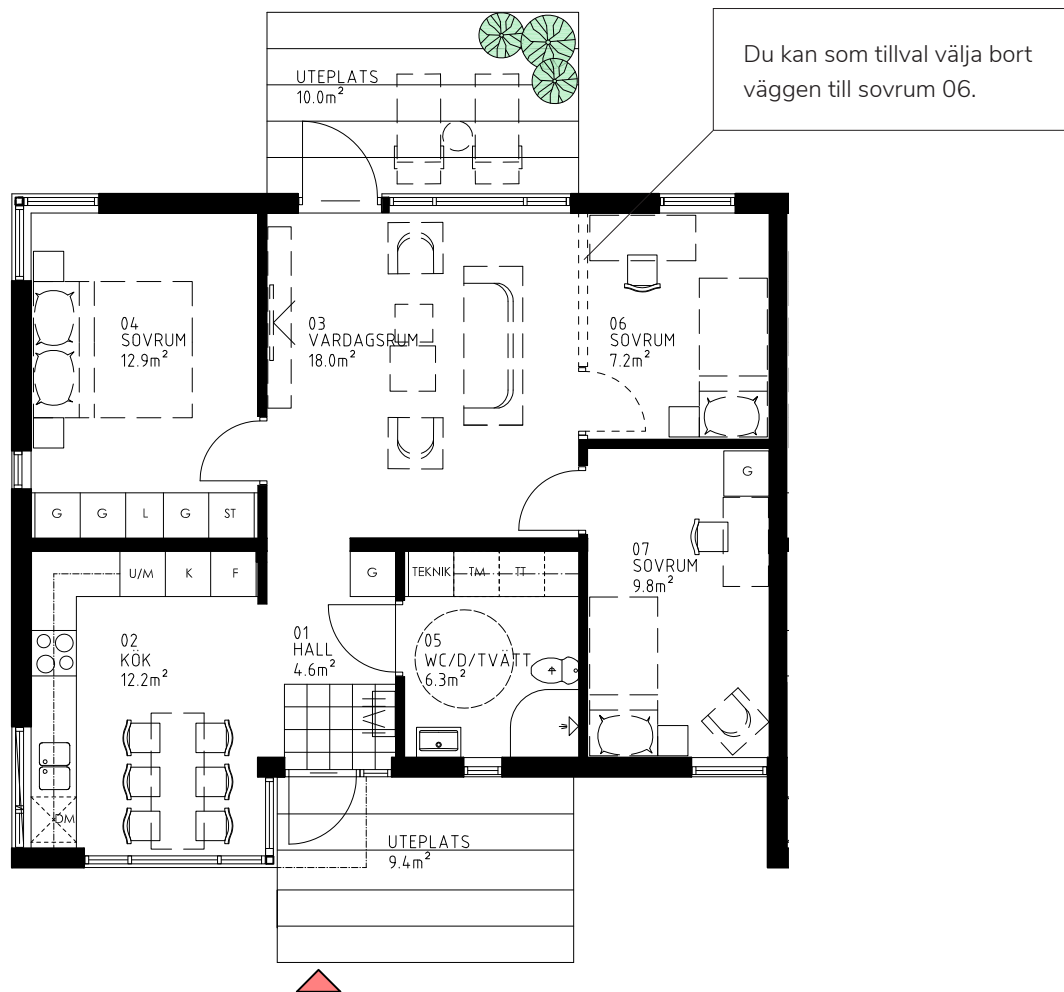 Du kan som tillval välja bort
väggen till sovrum 06.
UTEPLATS
10.0m²
04
SOVRUM
12.9m²
03
VARDAGSRUM
18.0m²
06
SOVRUM
7.2m²
G
G
G
L
G
ST
07
SOVRUM
9.8m²
U/M
K
F
G
TEKNIK
TM
TT
02
KÖK
12.2m²
01
HALL
4.6m²
05
WC/D/TVÄTT
6.3m²
DM
M
UTEPLATS
9.4m²